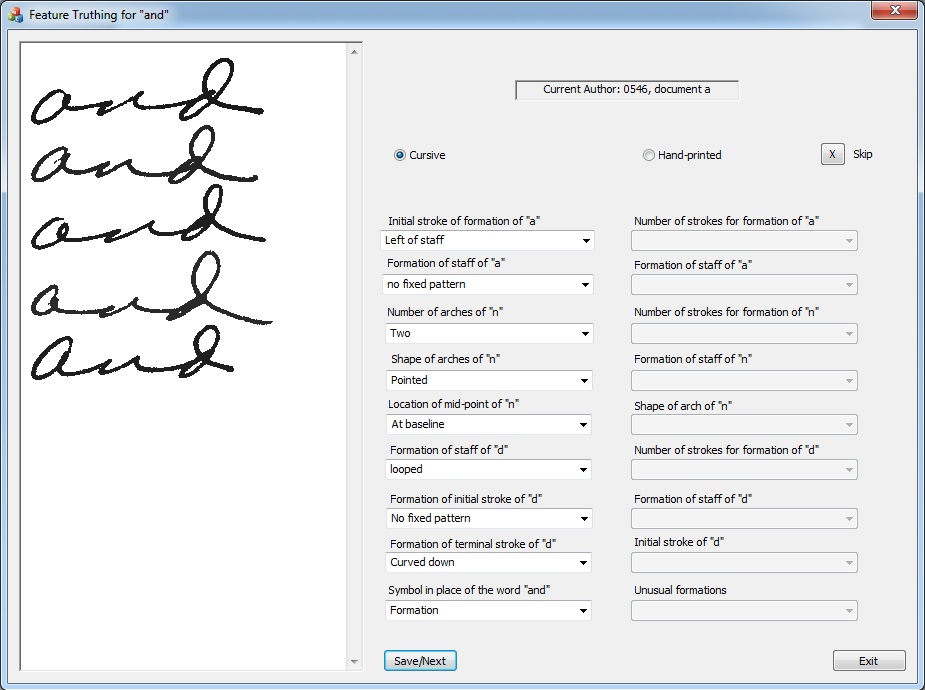 Feature Truthing for "and"
and
and
and
and
and
Current Author: 0546, document a
Cursive
Hand-printed
X Skip
Initial stroke of formation of "a"
Left of staff
Number of strokes for formation of "a"
Formation of staff of "a"
no fixed pattern
Formation of staff of "a"
Number of arches of "n"
Two
Number of strokes for formation of "n"
Shape of arches of "n"
Pointed
Formation of staff of "n"
Location of mid-point of "n"
At baseline
Shape of arch of "n"
Formation of staff of "d"
looped
Number of strokes for formation of "d"
Formation of initial stroke of "d"
No fixed pattern
Formation of staff of "d"
Formation of terminal stroke of "d"
Curved down
Initial stroke of "d"
Symbol in place of the word "and"
Formation
Unusual formations
Save/Next
Exit